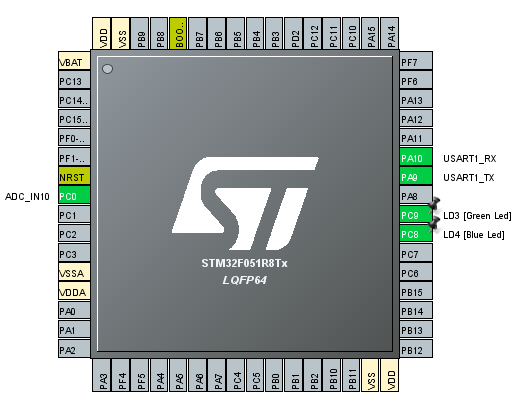 VDD
VSS
PB9
PB8
BOO..
PB7
PB6
PB5
PB4
PB3
PD2
PC12
PC11
PC10
PA15
PA14
VBAT
PC13
PC14..
PC15..
PF0-..
PF1-..
NRST
ADC_IN10 PC0
PC1
PC2
PC3
VSSA
VDDA
PA0
PA1
PA2
STM32F051R8Tx
LQFP64
PF7
PF6
PA13
PA12
PA11
PA10 USART1_RX
PA9 USART1_TX
PA8
PC9 LD3 [Green Led]
PC8 LD4 [Blue Led]
PC7
PC6
PB15
PB14
PB13
PB12
PA3
PF4
PF5
PA4
PA5
PA6
PA7
PC4
PC5
PB0
PB1
PB2
PB10
PB11
VSS
VDD